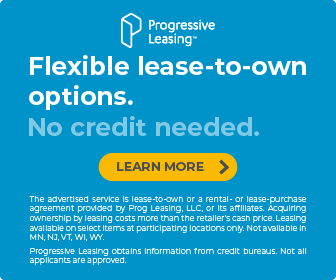 Progressive
Leasing™
Flexible lease-to-own
options.
No credit needed.
LEARN MORE
The advertised service is lease-to-own or a rental- or lease-purchase
agreement provided by Prog Leasing, LLC, or its affiliates. Acquiring
ownership by leasing costs more than the retailer's cash price. Leasing
available on select items at participating locations only. Not available in
MN, NJ, VT, WI, WY.
Progressive Leasing obtains information from credit bureaus. Not all
applicants are approved.